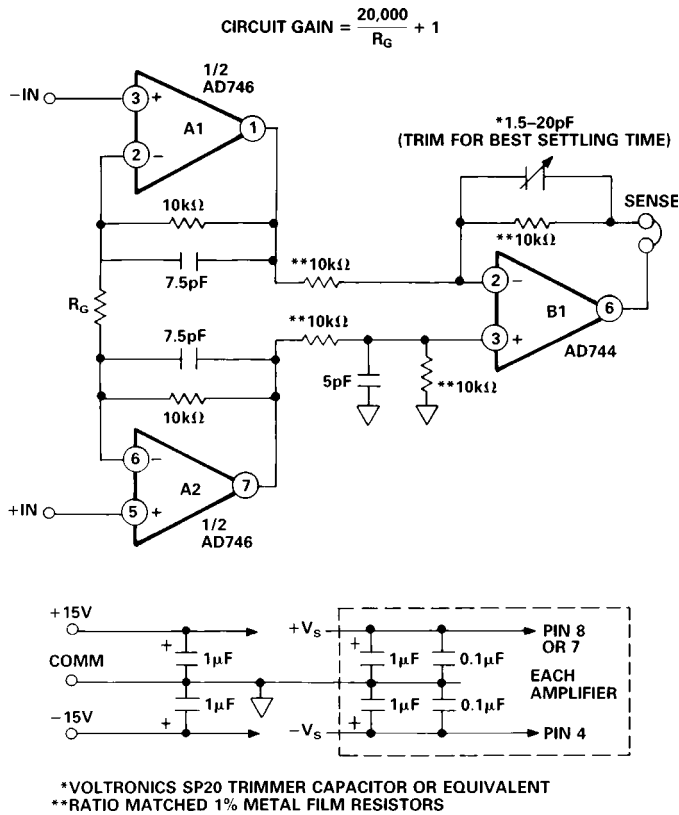 CIRCUIT GAIN = 20,000 / R_G + 1
1/2
AD746
–IN
3
+
A1
1
2
–
10kΩ
7.5pF
R_G
7.5pF
10kΩ
6
–
A2
7
+IN
5
+
1/2
AD746
*1.5–20pF
(TRIM FOR BEST SETTLING TIME)
SENSE
**10kΩ
**10kΩ
2
–
B1
6
**10kΩ
3
+
AD744
5pF
**10kΩ
+15V
+
1µF
COMM
1µF
–15V
+
+V_S
+
1µF
0.1µF
PIN 8
OR 7
EACH
AMPLIFIER
1µF
0.1µF
–V_S
+
PIN 4
*VOLTRONICS SP20 TRIMMER CAPACITOR OR EQUIVALENT
**RATIO MATCHED 1% METAL FILM RESISTORS